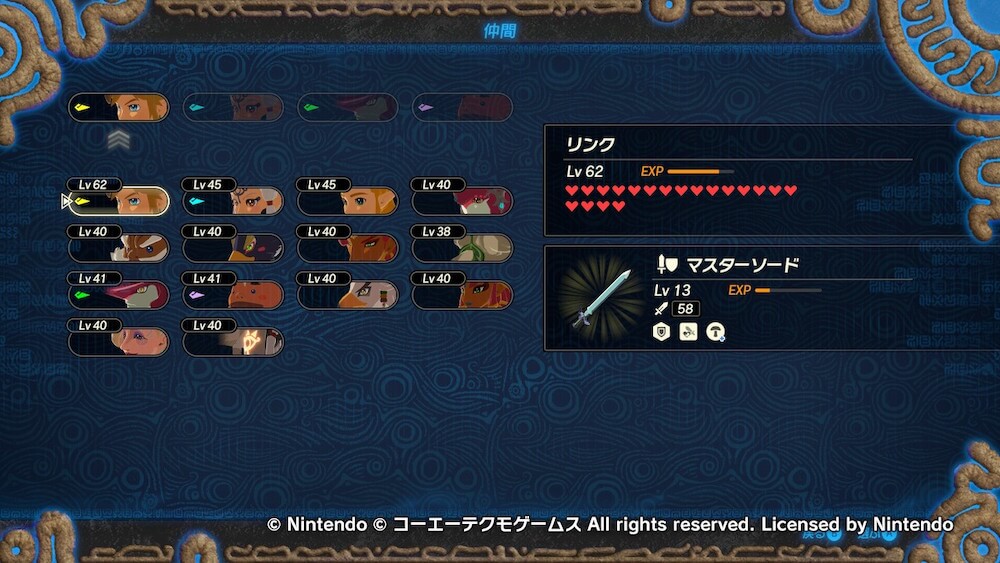 仲間
リンク
Lv 62 EXP
Lv 62 Lv 45 Lv 45 Lv 40
Lv 40 Lv 40 Lv 40 Lv 38
マスターソード
Lv 41 Lv 41 Lv 40 Lv 40
Lv 13 EXP
58
Lv 40 Lv 40
© Nintendo © コーエーテクモゲームス All rights reserved. Licensed by Nintendo
戻る B